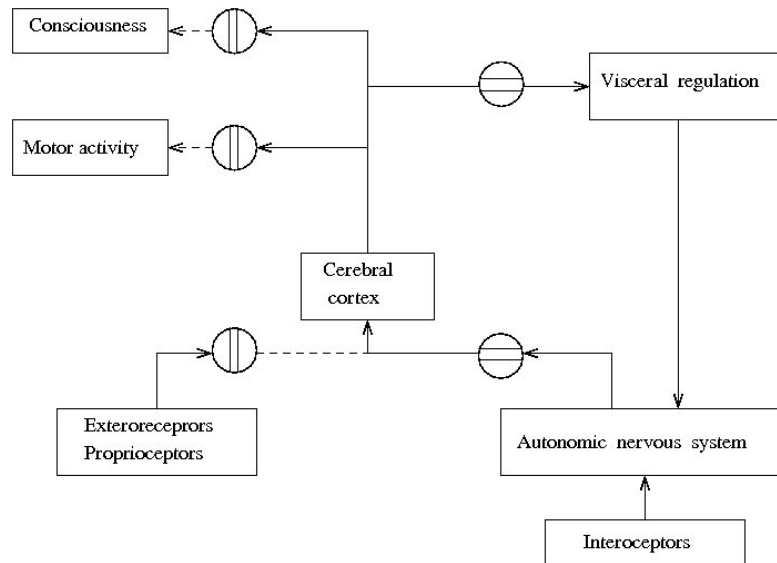 Consciousness
Visceral regulation
Motor activity
Cerebral
cortex
Exteroreceprors
Proprioceptors
Autonomic nervous system
Interoceptors